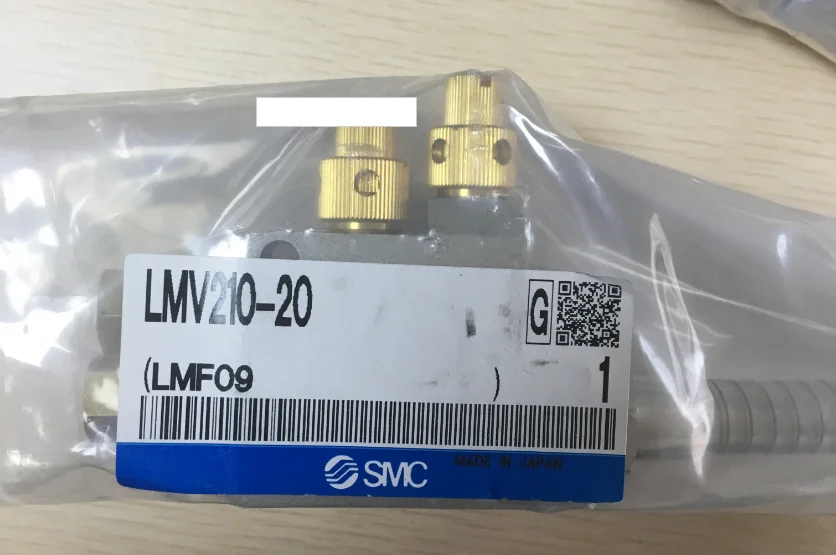 LMV210-20
G
(LMF09 )
1
SMC
MADE IN JAPAN